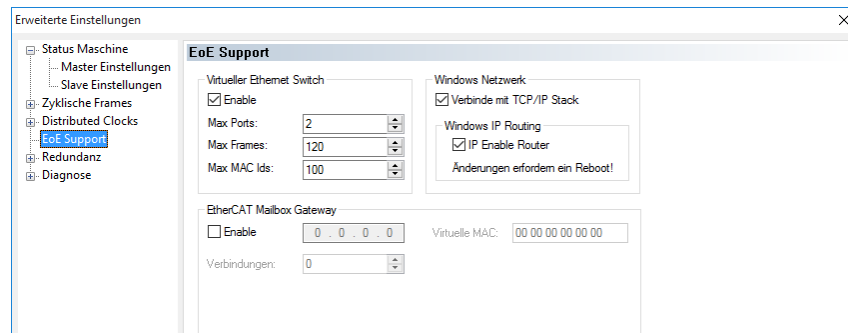 Erweiterte Einstellungen
Status Maschine
Master Einstellungen
Slave Einstellungen
Zyklische Frames
Distributed Clocks
EoE Support
Redundanz
Diagnose
EoE Support
Virtueller Ethernet Switch
Enable
Max Ports: 2
Max Frames: 120
Max MAC Ids: 100
Windows Netzwerk
Verbinde mit TCP/IP Stack
Windows IP Routing
IP Enable Router
Änderungen erfordern ein Reboot!
EtherCAT Mailbox Gateway
Enable 0 . 0 . 0 . 0 Virtuelle MAC: 00 00 00 00 00 00
Verbindungen: 0